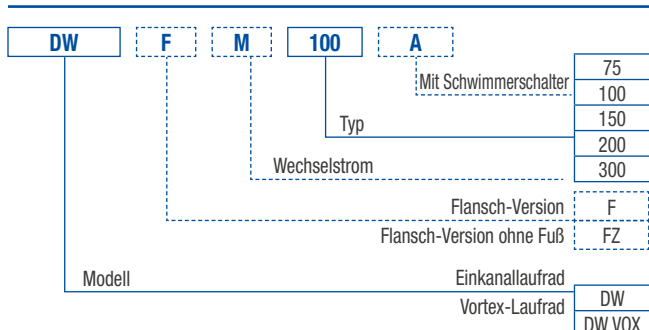 DW F M 100 A
75
Mit Schwimmerschalter
100
150
Typ
200
Wechselstrom
300
Flansch-Version F
Flansch-Version ohne Fuß FZ
Modell
Einkanallaufrad
DW
Vortex-Laufrad
DW VOX